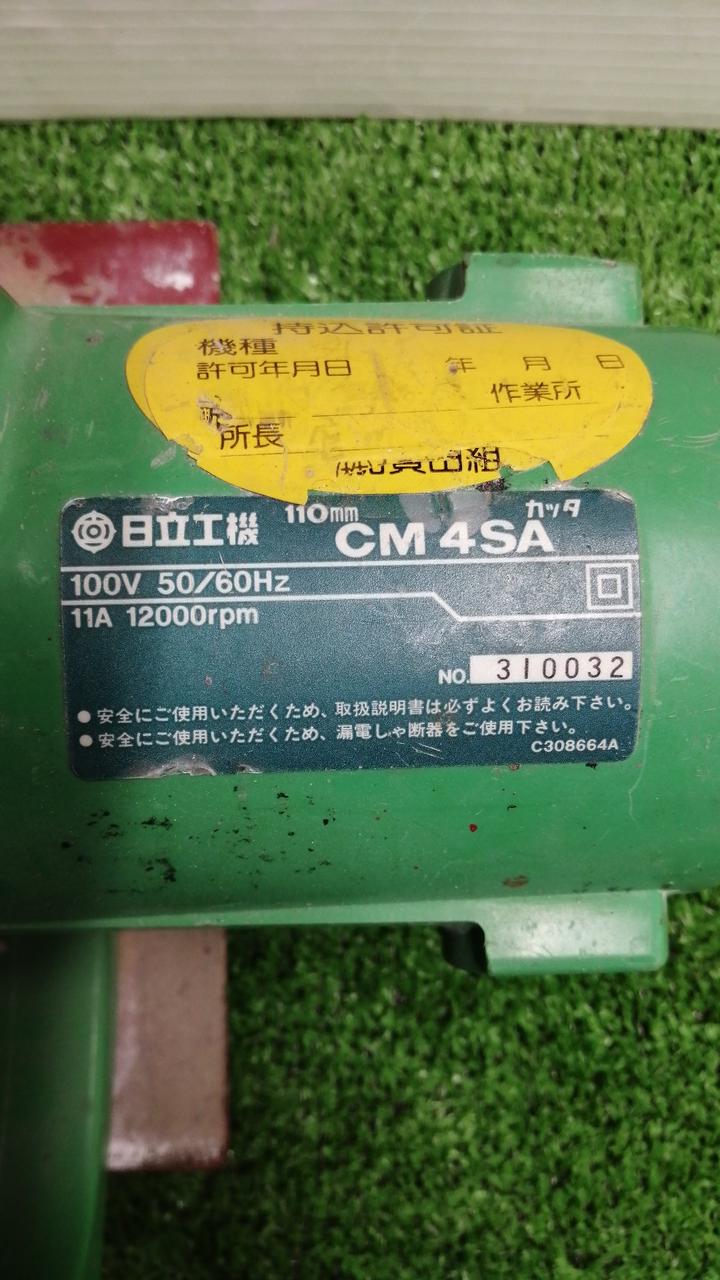 持込許可証
機種
許可年月日 年 月 日
作業所
所長
日立工機 110mm CM 4SA カッタ
100V 50/60Hz
11A 12000rpm
NO. 310032
● 安全にご使用いただくため、取扱説明書は必ずよくお読み下さい。
● 安全にご使用いただくため、漏電しゃ断器をご使用下さい。
C308664A